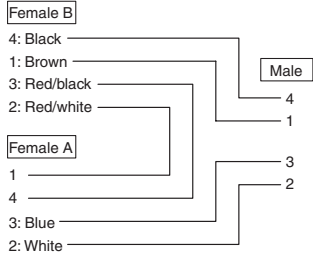 Female B
4: Black
1: Brown
3: Red/black
2: Red/white
Female A
1
4
3: Blue
2: White
Male
4
1
3
2